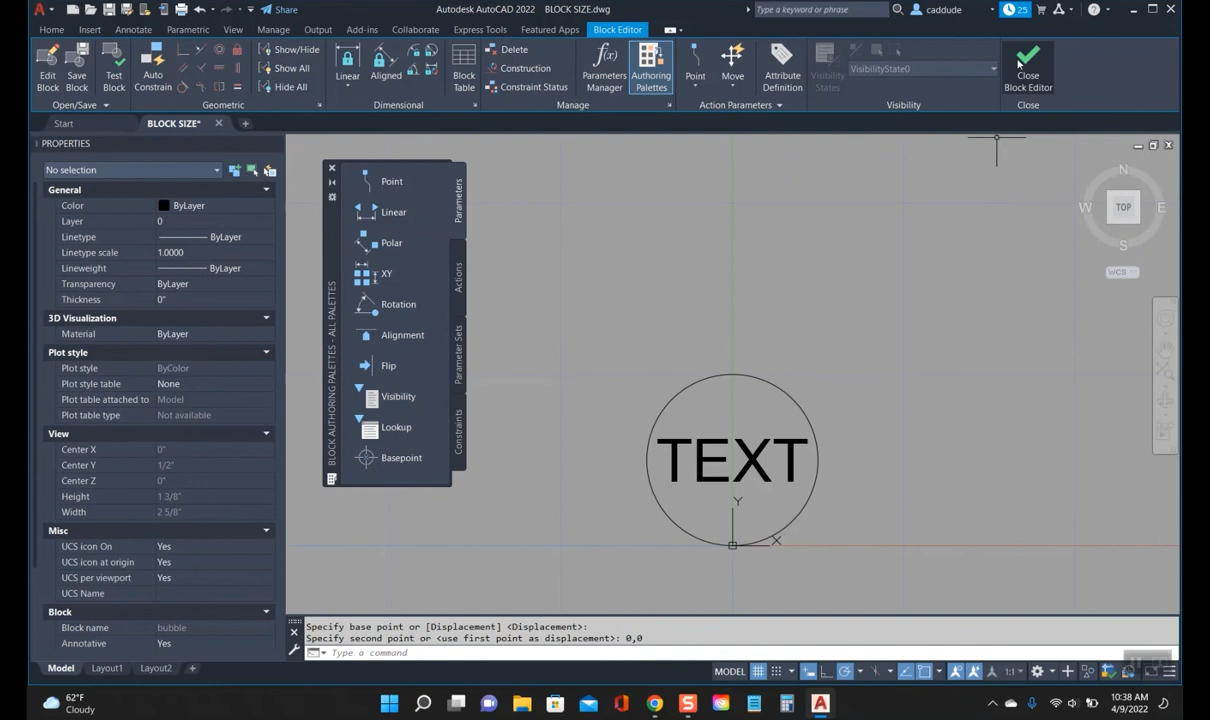 Share
Autodesk AutoCAD 2022 BLOCK SIZE.dwg
Type a keyword or phrase
caddude
25
Home Insert Annotate Parametric View Manage Output Add-ins Collaborate Express Tools Featured Apps Block Editor
Edit Block
Save Block
Test Block
Auto Constrain
Show/Hide
Show All
Hide All
Linear
Aligned
Block Table
Delete
Construction
Constraint Status
Parameters Manager
Authoring Palettes
Point
Move
Attribute Definition
Visibility States
VisibilityState0
Close Block Editor
Open/Save
Geometric
Dimensional
Manage
Action Parameters
Visibility
Close
Start
BLOCK SIZE*
PROPERTIES
No selection
General
Color ByLayer
Layer 0
Linetype ByLayer
Linetype scale 1.0000
Lineweight ByLayer
Transparency ByLayer
Thickness 0"
3D Visualization
Material ByLayer
Plot style
Plot style ByColor
Plot style table None
Plot table attached to Model
Plot table type Not available
View
Center X 0"
Center Y 1/2"
Center Z 0"
Height 1 3/8"
Width 2 5/8"
Misc
UCS icon On Yes
UCS icon at origin Yes
UCS per viewport Yes
UCS Name
Block
Block name bubble
Annotative Yes
Point
Linear
Polar
XY
Rotation
Alignment
Flip
Visibility
Lookup
Basepoint
Parameters
Actions
Parameter Sets
Constraints
BLOCK AUTHORING PALETTES - ALL PALETTES
N
W TOP E
S
WCS
TEXT
Y
X
Specify base point or [Displacement] <Displacement>:
Specify second point or <use first point as displacement>: 0,0
Type a command
Model Layout1 Layout2
MODEL
1:1
62°F
Cloudy
10:38 AM
4/9/2022